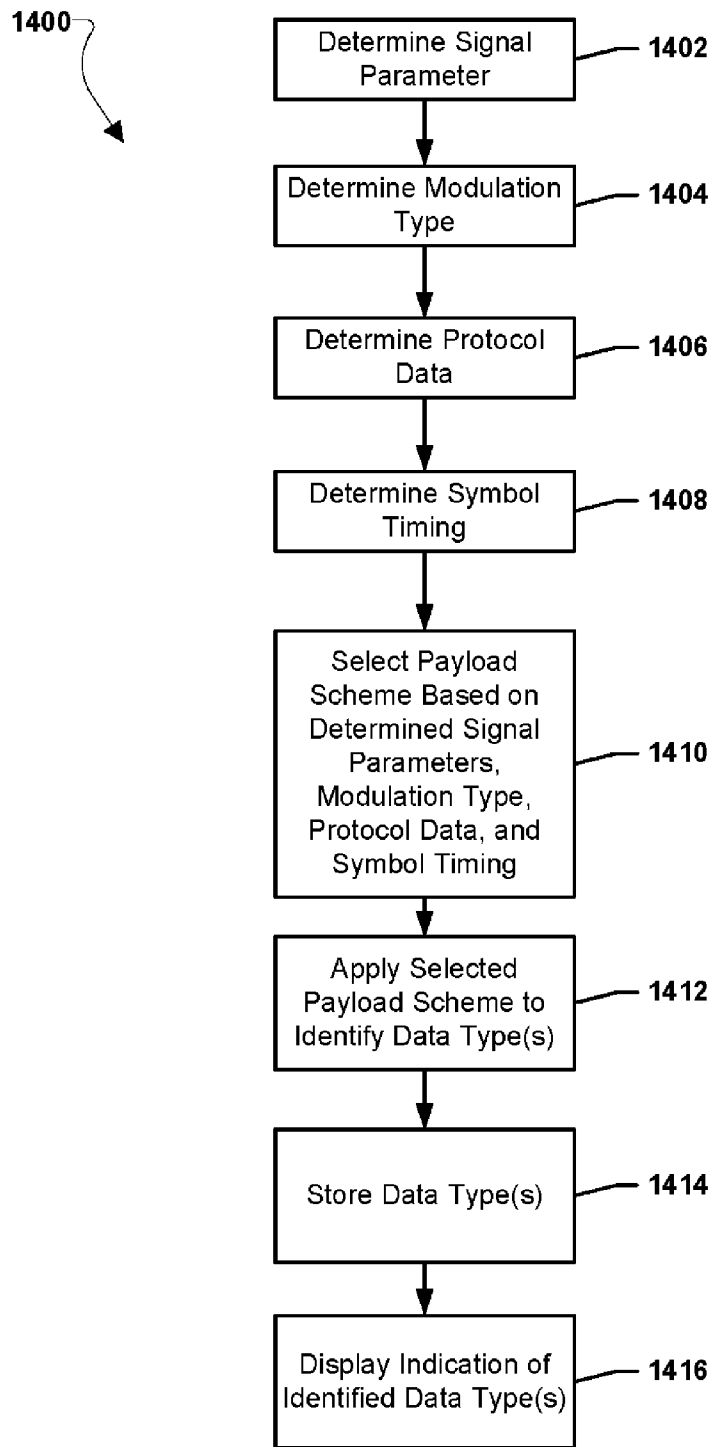 1400
Determine Signal
Parameter
1402
Determine Modulation
Type
1404
Determine Protocol
Data
1406
Determine Symbol
Timing
1408
Select Payload
Scheme Based on
Determined Signal
Parameters,
Modulation Type,
Protocol Data, and
Symbol Timing
1410
Apply Selected
Payload Scheme to
Identify Data Type(s)
1412
Store Data Type(s)
1414
Display Indication of
Identified Data Type(s)
1416